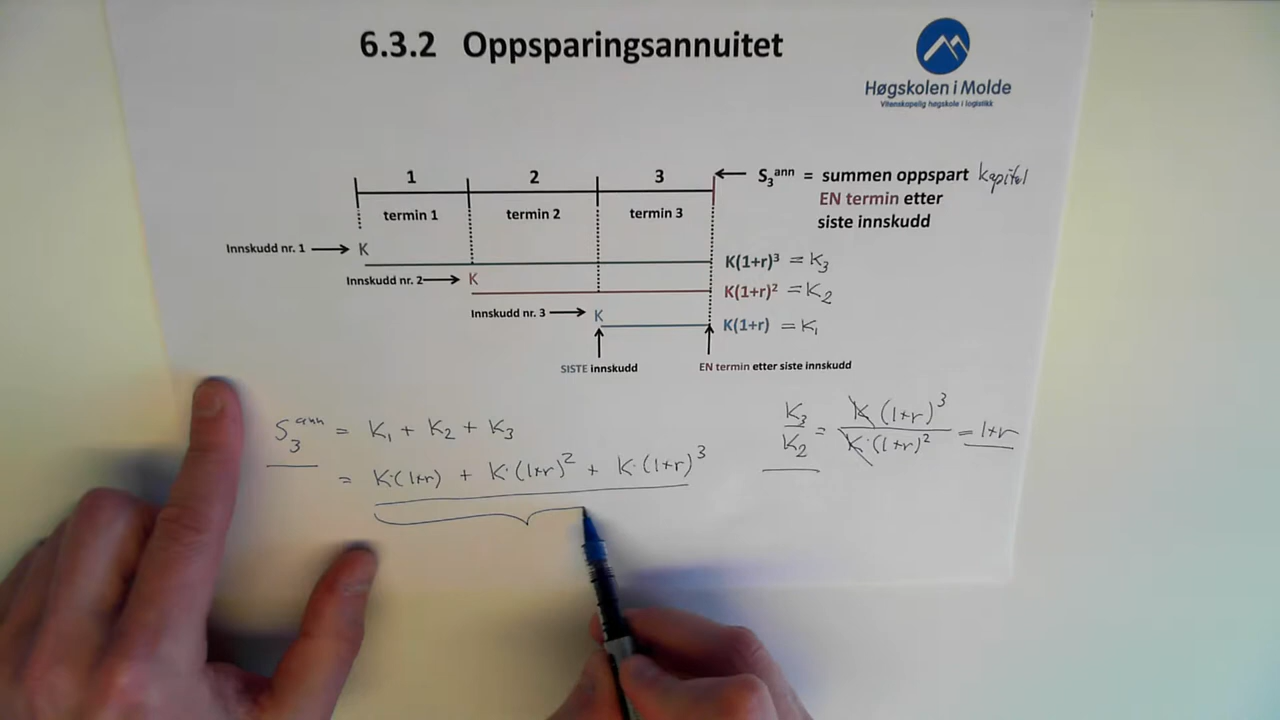 6.3.2 Oppsparingsannuitet
Høgskolen i Molde
Vitenskapelig høgskole i logistikk
1 2 3
S₃ᵃⁿⁿ = summen oppspart kapital
EN termin etter
siste innskudd
termin 1 termin 2 termin 3
Innskudd nr. 1 → K
K(1+r)³ = K₃
Innskudd nr. 2 → K
K(1+r)² = K₂
Innskudd nr. 3 → K
K(1+r) = K₁
SISTE innskudd
EN termin etter siste innskudd
S₃ᵃⁿⁿ = K₁ + K₂ + K₃
= K·(1+r) + K·(1+r)² + K·(1+r)³
K₃/K₂ = K·(1+r)³/K·(1+r)² = 1+r